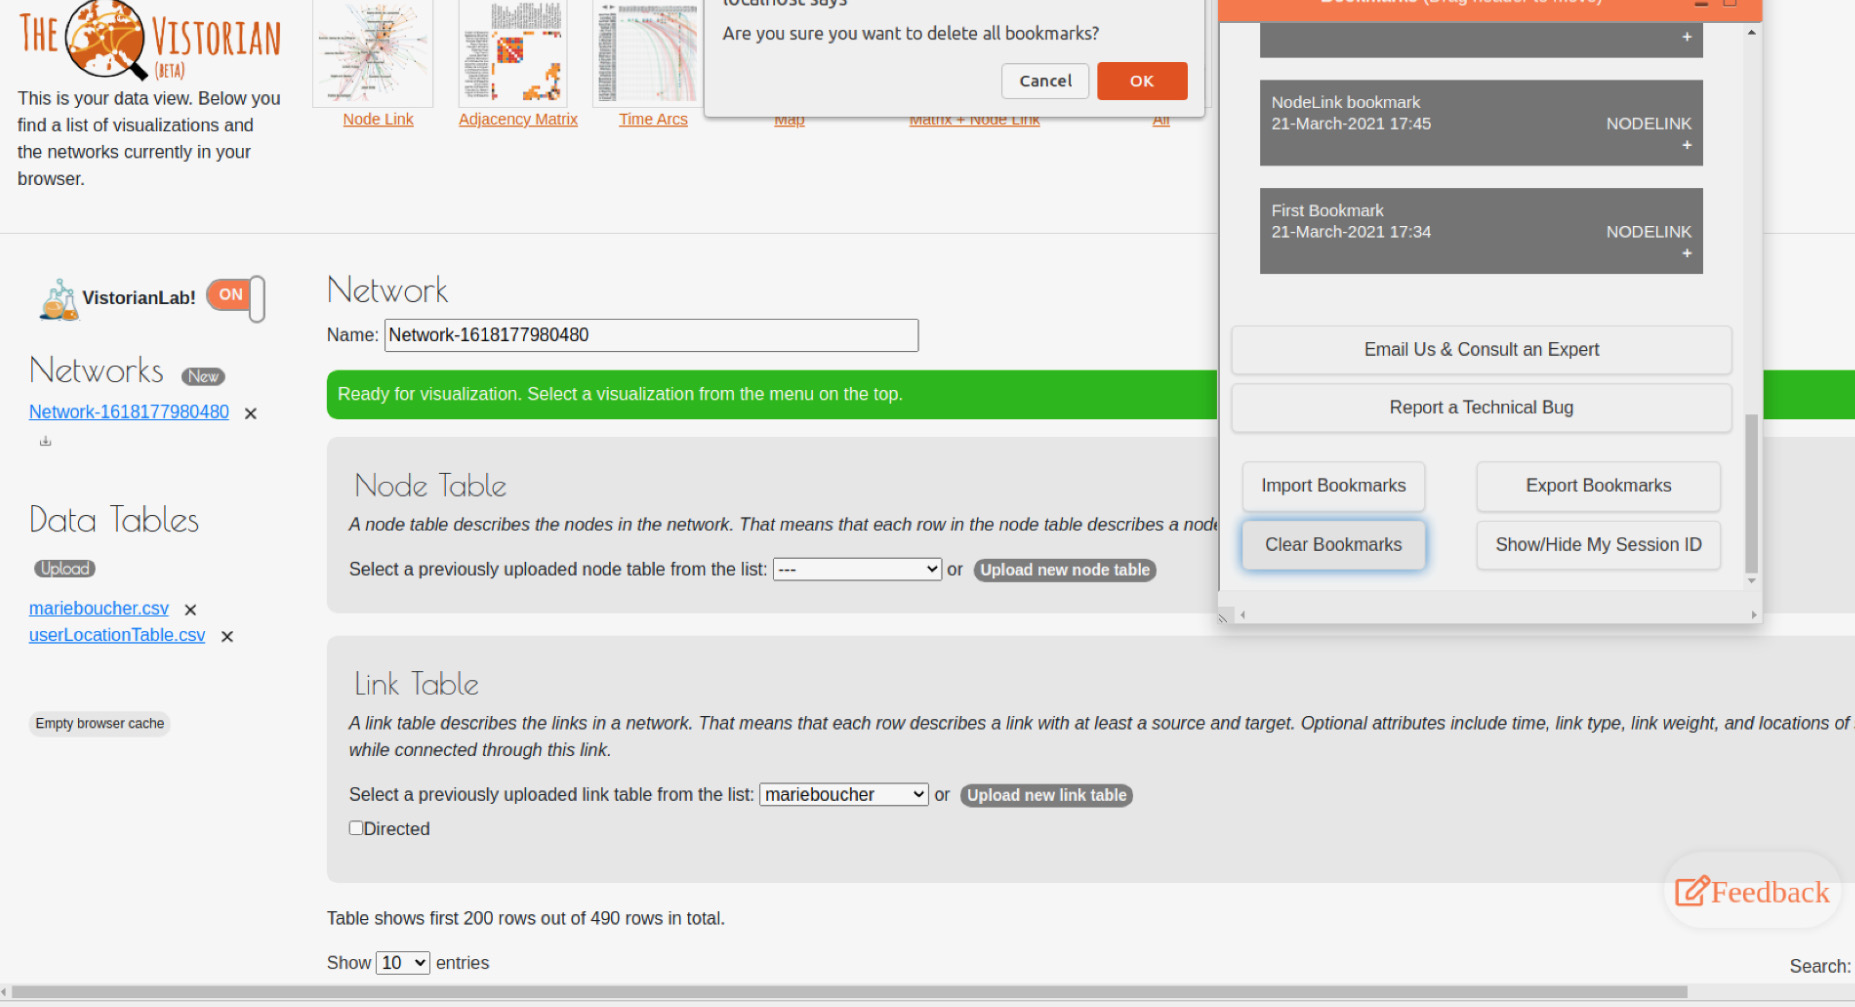 THE VISTORIAN
(BETA)
This is your data view. Below you
find a list of visualizations and
the networks currently in your
browser.
Node Link
Adjacency Matrix
Time Arcs
Map
Matrix + Node Link
All
localhost says
Are you sure you want to delete all bookmarks?
Cancel
OK
Bookmarks (Drag header to move)
+
NodeLink bookmark
21-March-2021 17:45
NODELINK
+
First Bookmark
21-March-2021 17:34
NODELINK
+
Email Us & Consult an Expert
Report a Technical Bug
Import Bookmarks
Export Bookmarks
Clear Bookmarks
Show/Hide My Session ID
VistorianLab!
ON
Networks New
Network-1618177980480 ×
Data Tables
Upload
marieboucher.csv ×
userLocationTable.csv ×
Empty browser cache
Network
Name: Network-1618177980480
Ready for visualization. Select a visualization from the menu on the top.
Node Table
A node table describes the nodes in the network. That means that each row in the node table describes a node
Select a previously uploaded node table from the list: --- or Upload new node table
Link Table
A link table describes the links in a network. That means that each row describes a link with at least a source and target. Optional attributes include time, link type, link weight, and locations of
while connected through this link.
Select a previously uploaded link table from the list: marieboucher or Upload new link table
Directed
Feedback
Table shows first 200 rows out of 490 rows in total.
Show 10 entries
Search: